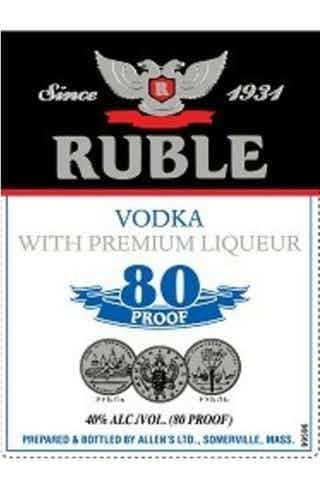 Since 1931
R
RUBLE
VODKA
WITH PREMIUM LIQUEUR
80
PROOF
40% ALC/VOL. (80 PROOF)
PREPARED & BOTTLED BY ALLEN'S LTD., SOMERVILLE, MASS.